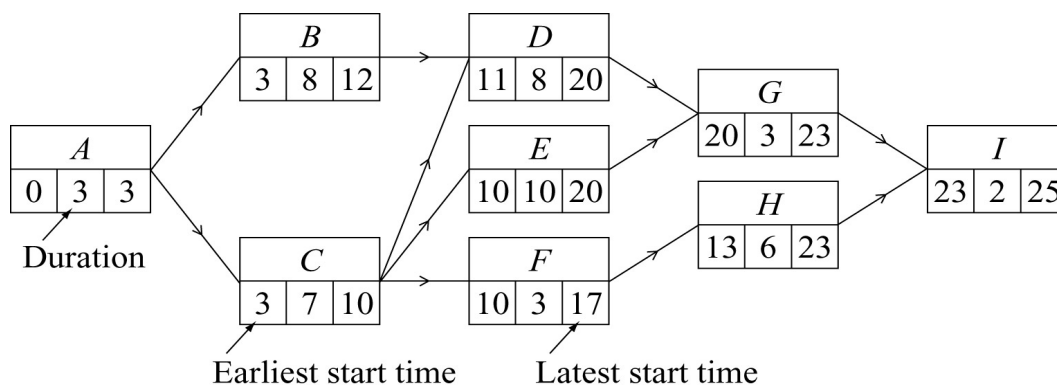 B
3 8 12
D
11 8 20
G
20 3 23
A
0 3 3
Duration
E
10 10 20
I
23 2 25
H
13 6 23
C
3 7 10
F
10 3 17
Earliest start time
Latest start time